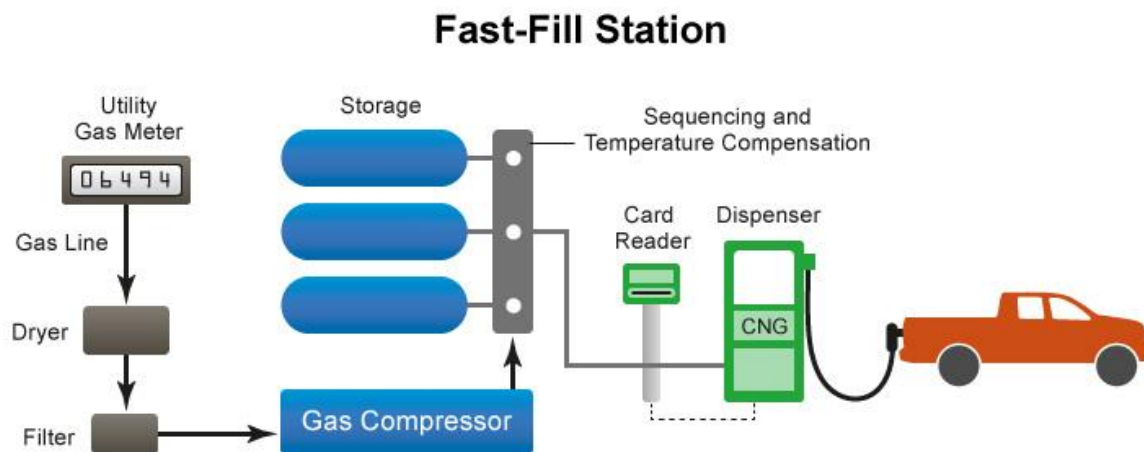 Fast-Fill Station
Utility
Gas Meter
06494
Gas Line
Dryer
Filter
Storage
Gas Compressor
Sequencing and
Temperature Compensation
Card
Reader
Dispenser
CNG